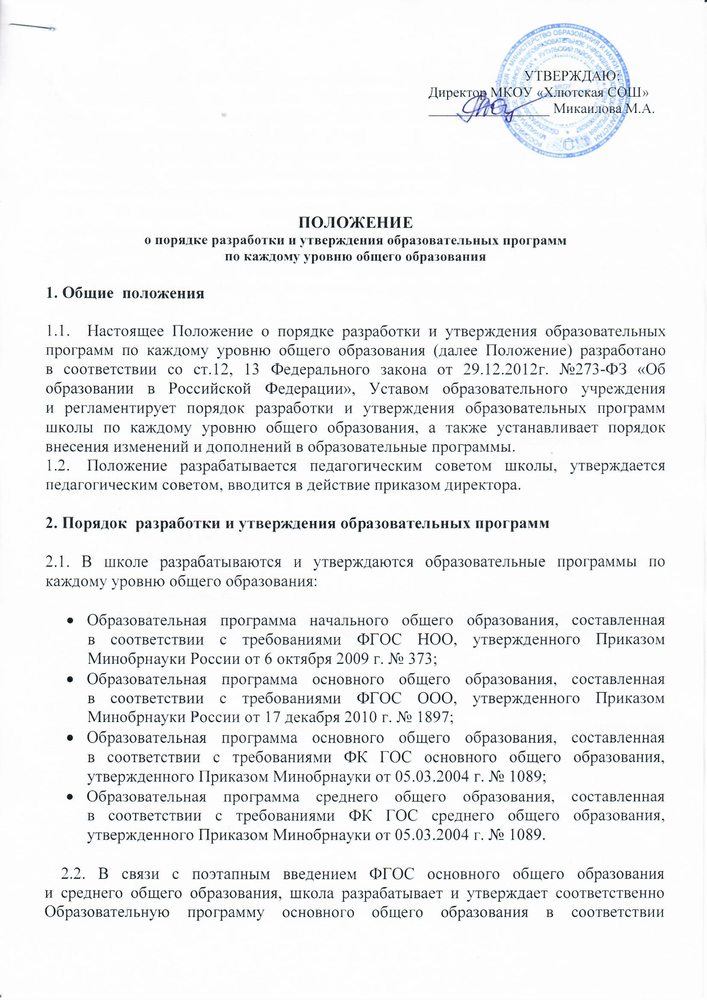 УТВЕРЖДАЮ:
Директор МКОУ «Хлютская СОШ»
Микаилова М.А.
ПОЛОЖЕНИЕ
о порядке разработки и утверждения образовательных программ
по каждому уровню общего образования
1. Общие положения
1.1. Настоящее Положение о порядке разработки и утверждения образовательных
программ по каждому уровню общего образования (далее Положение) разработано
в соответствии со ст.12, 13 Федерального закона от 29.12.2012г. №273-ФЗ «Об
образовании в Российской Федерации», Уставом образовательного учреждения
и регламентирует порядок разработки и утверждения образовательных программ
школы по каждому уровню общего образования, а также устанавливает порядок
внесения изменений и дополнений в образовательные программы.
1.2. Положение разрабатывается педагогическим советом школы, утверждается
педагогическим советом, вводится в действие приказом директора.
2. Порядок разработки и утверждения образовательных программ
2.1. В школе разрабатываются и утверждаются образовательные программы по
каждому уровню общего образования:
• Образовательная программа начального общего образования, составленная
в соответствии с требованиями ФГОС НОО, утвержденного Приказом
Минобрнауки России от 6 октября 2009 г. № 373;
• Образовательная программа основного общего образования, составленная
в соответствии с требованиями ФГОС ООО, утвержденного Приказом
Минобрнауки России от 17 декабря 2010 г. № 1897;
• Образовательная программа основного общего образования, составленная
в соответствии с требованиями ФК ГОС основного общего образования,
утвержденного Приказом Минобрнауки от 05.03.2004 г. № 1089;
• Образовательная программа среднего общего образования, составленная
в соответствии с требованиями ФК ГОС среднего общего образования,
утвержденного Приказом Минобрнауки от 05.03.2004 г. № 1089.
2.2. В связи с поэтапным введением ФГОС основного общего образования
и среднего общего образования, школа разрабатывает и утверждает соответственно
Образовательную программу основного общего образования в соответствии